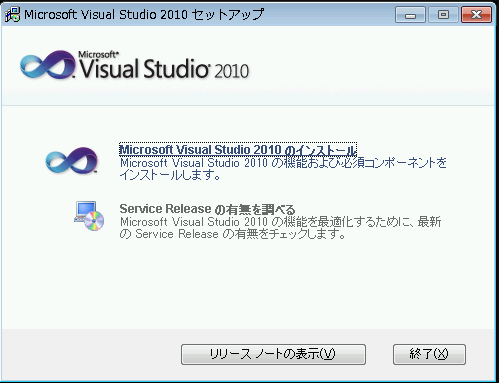 Microsoft Visual Studio 2010 セットアップ
Microsoft®
Visual Studio® 2010
Microsoft Visual Studio 2010 のインストール
Microsoft Visual Studio 2010 の機能および必須コンポーネントを
インストールします。
Service Release の有無を調べる
Microsoft Visual Studio 2010 の機能を最適化するために、最新
の Service Release の有無をチェックします。
リリース ノートの表示(V)
終了(X)